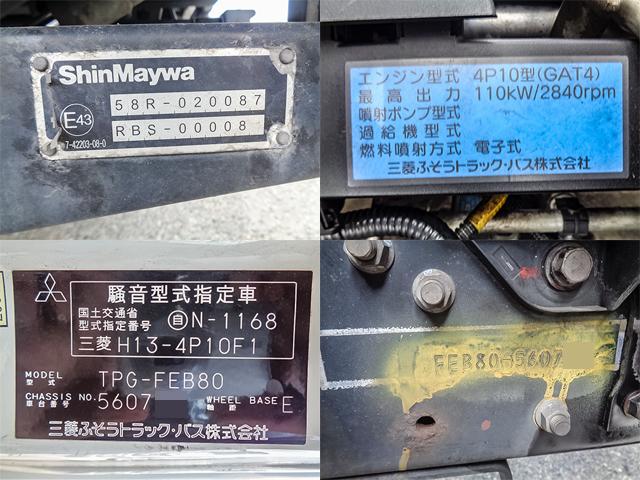 ShinMaywa
58R-020087
E43
RBS-00008
7-42203-08-0
エンジン型式 4P10型(GAT4)
最高出力 110kW/2840rpm
噴射ポンプ型式
過給機型式
燃料噴射方式 電子式
三菱ふそうトラック・バス株式会社
騒音型式指定車
国土交通省
型式指定番号 自N-1168
三菱 H13-4P10F1
MODEL
型式 TPG-FEB80
CHASSIS NO. 5607 WHEEL BASE E
車台番号 軸距
三菱ふそうトラック・バス株式会社
FEB80-5607